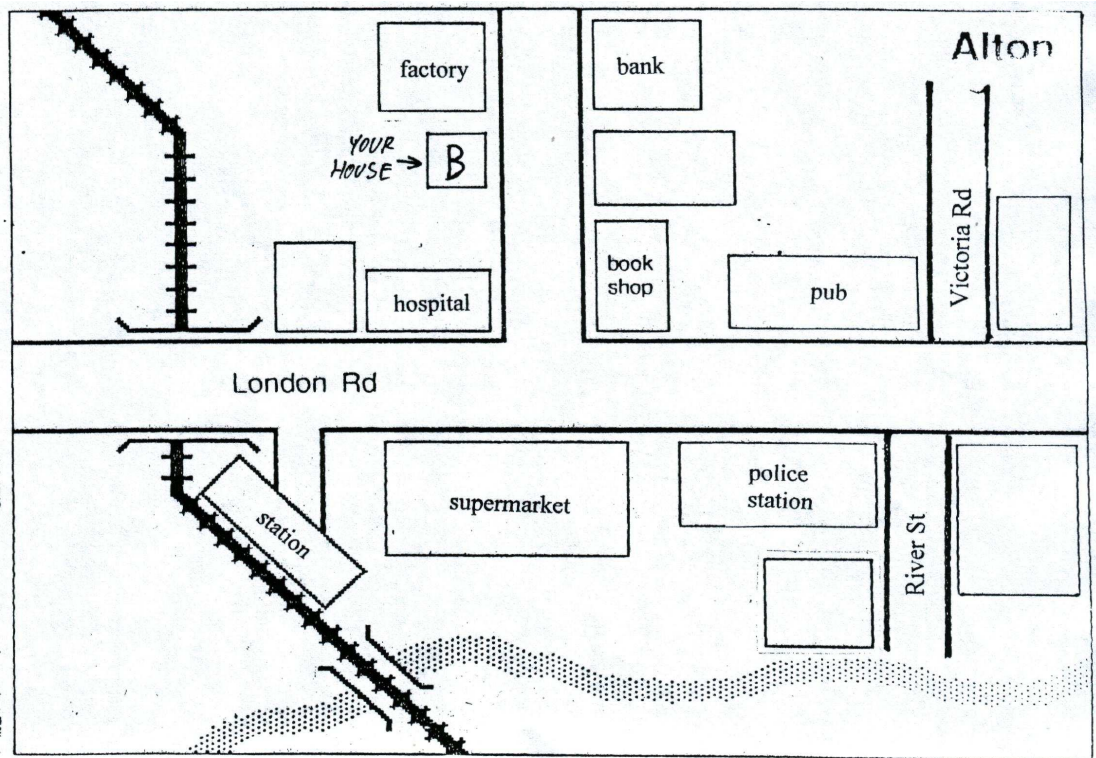 factory
bank
Alton
YOUR
HOUSE
B
Victoria Rd
book
shop
hospital
pub
London Rd
station
supermarket
police
station
River St